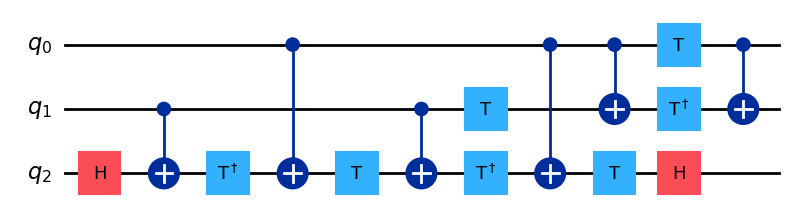 q₀ T
q₁ T T†
q₂ H T† T T† T H